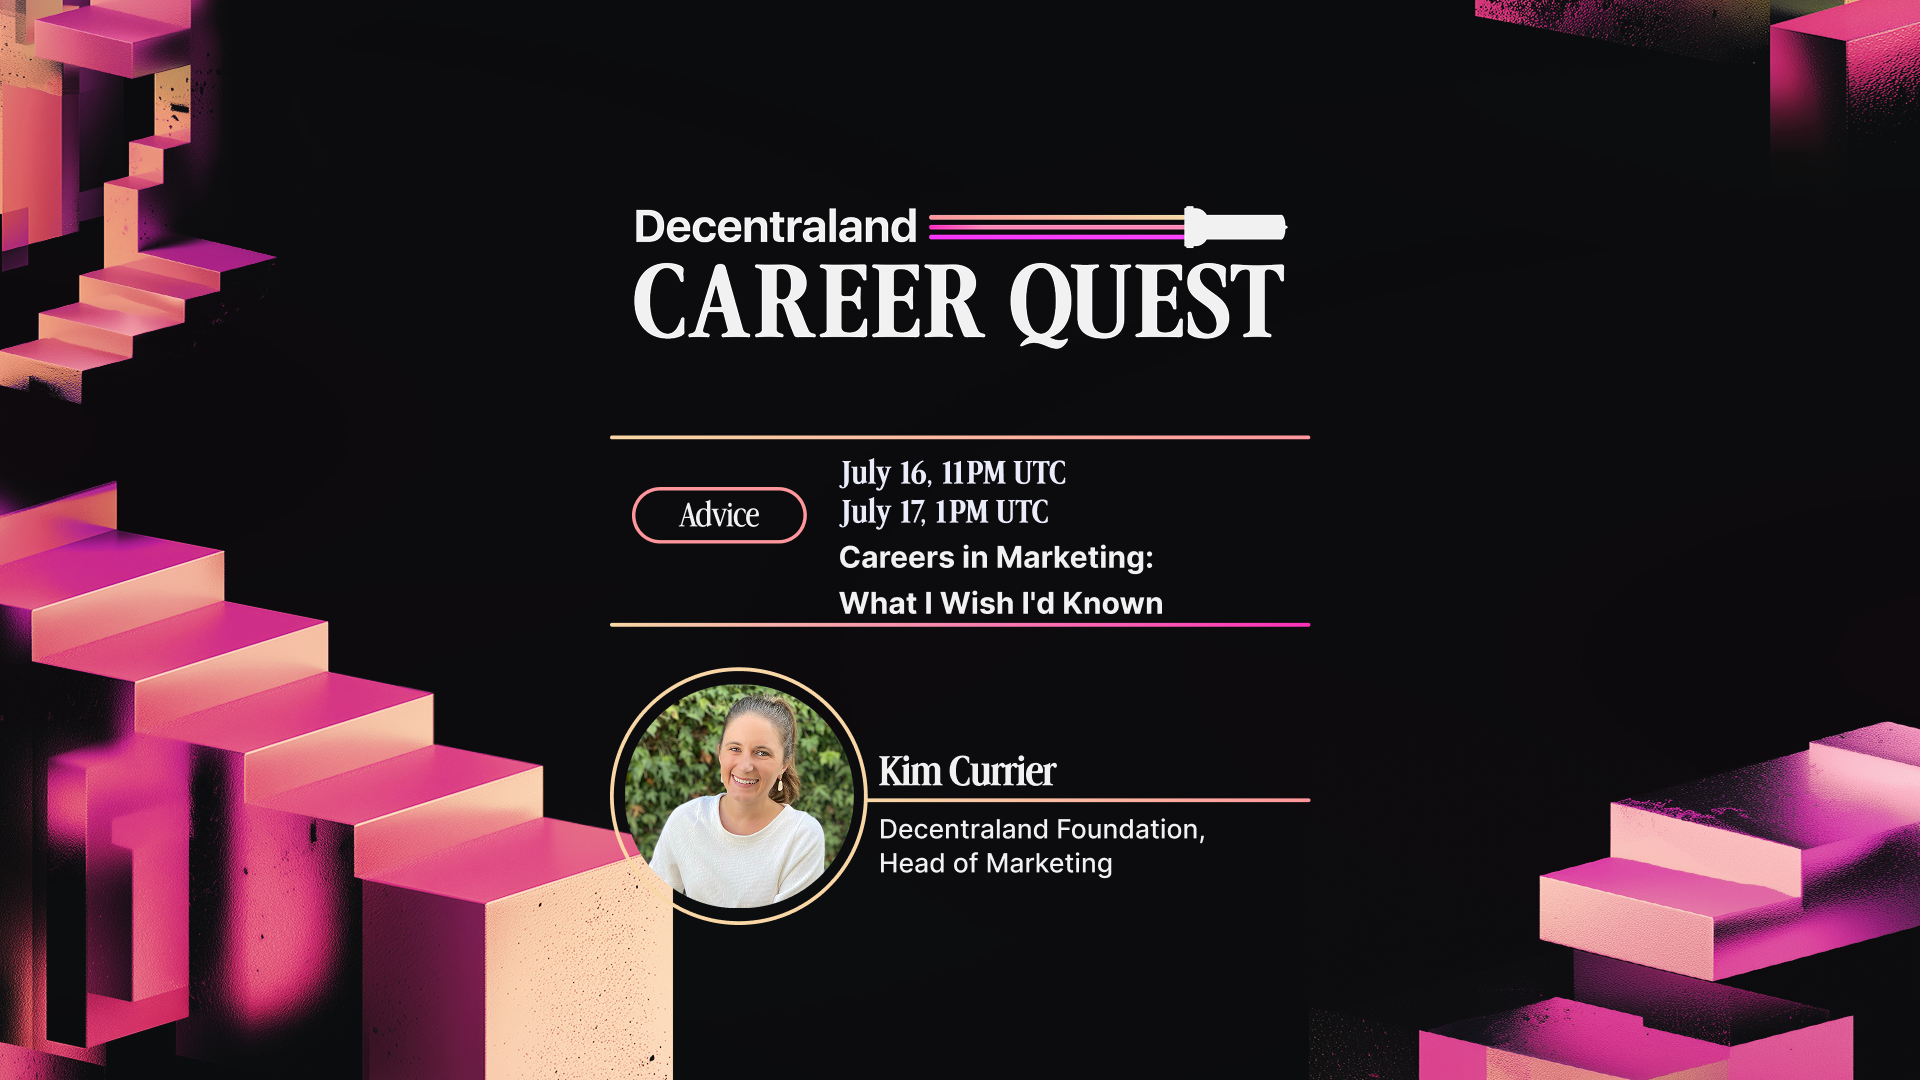 Decentraland
CAREER QUEST
Advice
July 16, 11PM UTC
July 17, 1PM UTC
Careers in Marketing:
What I Wish I'd Known
Kim Currier
Decentraland Foundation,
Head of Marketing